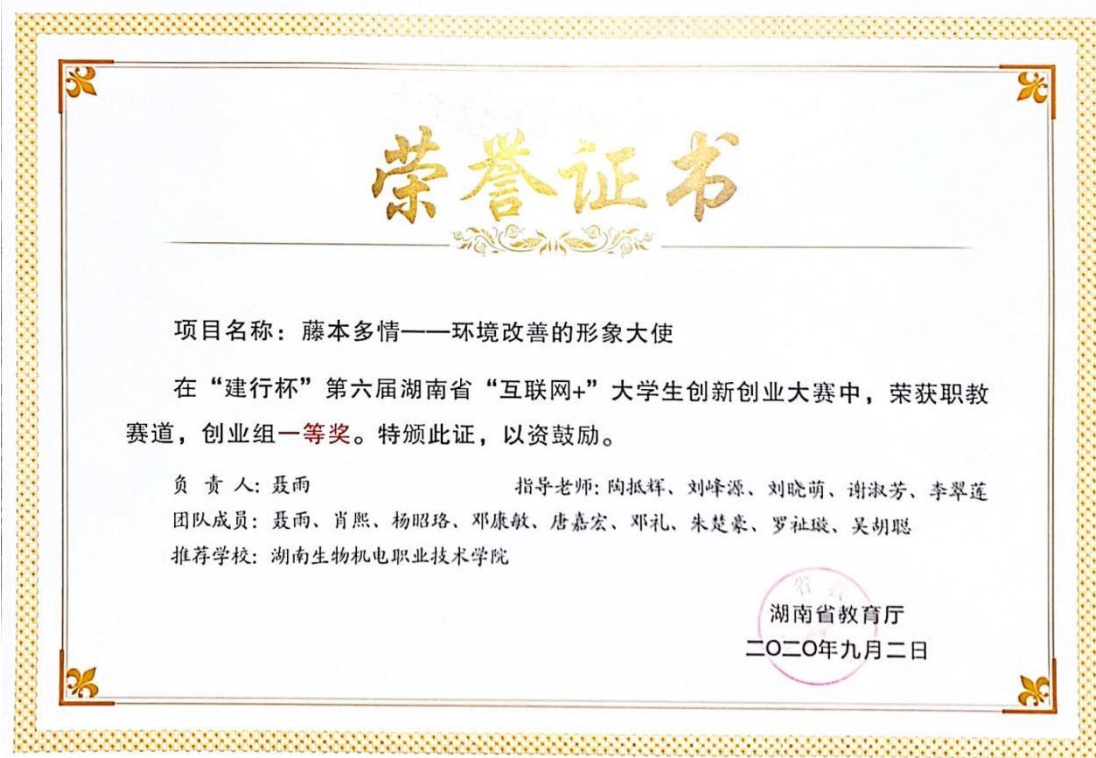 荣誉证书
项目名称：藤本多情——环境改善的形象大使
在“建行杯”第六届湖南省“互联网+”大学生创新创业大赛中，荣获职教
赛道，创业组一等奖。特颁此证，以资鼓励。
负 责 人：聂雨 指导老师：陶抵辉、刘峰源、刘晓萌、谢淑芳、李翠莲
团队成员：聂雨、肖熙、杨昭珞、邓康敏、唐嘉宏、邓礼、朱楚豪、罗祉璇、吴胡聪
推荐学校：湖南生物机电职业技术学院
湖南省教育厅
二〇二〇年九月二日